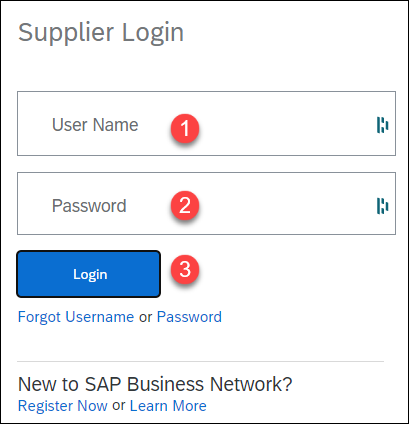 Supplier Login
User Name 1
Password 2
Login 3
Forgot Username or Password
New to SAP Business Network?
Register Now or Learn More